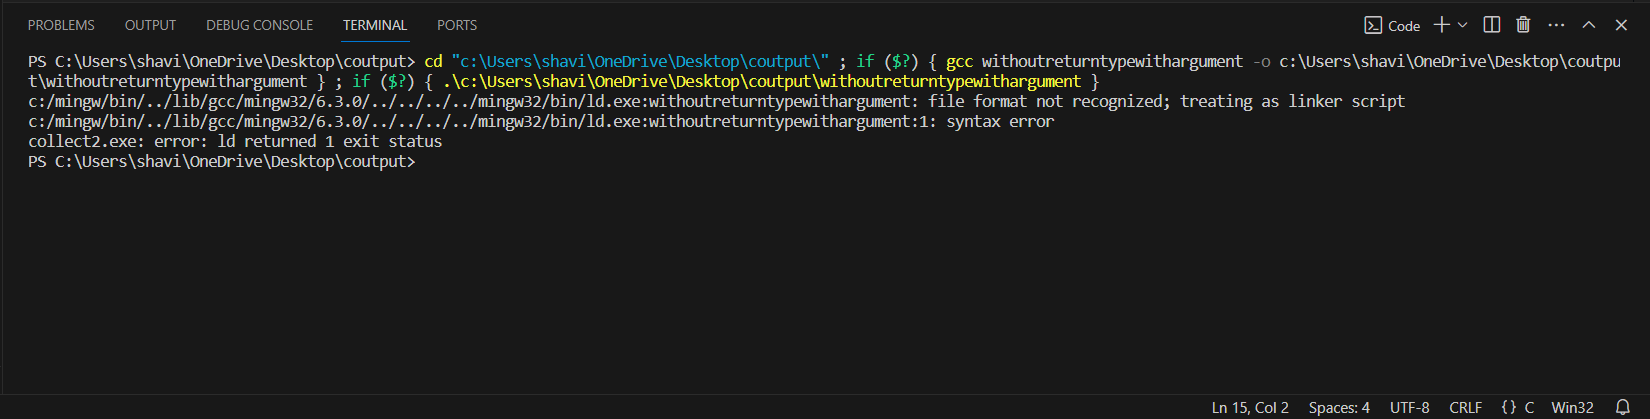 PROBLEMS OUTPUT DEBUG CONSOLE TERMINAL PORTS Code
PS C:\Users\shavi\OneDrive\Desktop\coutput> cd "c:\Users\shavi\OneDrive\Desktop\coutput\" ; if ($?) { gcc withoutreturntypewithargument -o c:\Users\shavi\OneDrive\Desktop\coutpu
t\withoutreturntypewithargument } ; if ($?) { .\c:\Users\shavi\OneDrive\Desktop\coutput\withoutreturntypewithargument }
c:/mingw/bin/../lib/gcc/mingw32/6.3.0/../../../../mingw32/bin/ld.exe:withoutreturntypewithargument: file format not recognized; treating as linker script
c:/mingw/bin/../lib/gcc/mingw32/6.3.0/../../../../mingw32/bin/ld.exe:withoutreturntypewithargument:1: syntax error
collect2.exe: error: ld returned 1 exit status
PS C:\Users\shavi\OneDrive\Desktop\coutput>
Ln 15, Col 2 Spaces: 4 UTF-8 CRLF {} C Win32